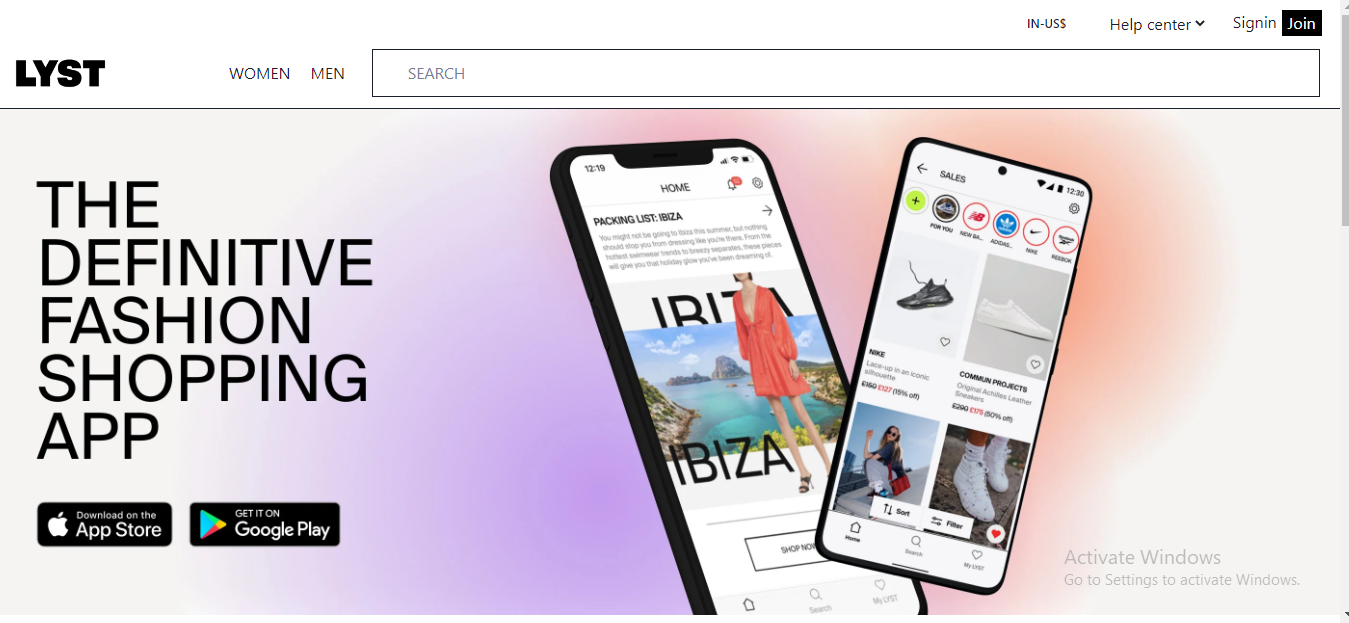 IN-US$
Help center
Signin
Join
LYST
WOMEN
MEN
SEARCH
THE
DEFINITIVE
FASHION
SHOPPING
APP
Download on the
App Store
GET IT ON
Google Play
12:19
HOME
PACKING LIST: IBIZA
You might not be going to Ibiza this summer, but nothing
should stop you from dressing like you're there. From the
hottest swimwear trends to breezy separates, these pieces
will give you that holiday glow you've been dreaming of.
IBIZA
IBIZA
SHOP NOW
Search
My LYST
12:30
SALES
FOR YOU
NEW BA...
ADIDAS...
NIKE
REEBOK
NIKE
Lace-up in an iconic
silhouette
£150 £127 (15% off)
COMMUN PROJECTS
Original Achilles Leather
Sneakers
£290 £175 (50% off)
Sort
Filter
Home
Search
My LYST
Activate Windows
Go to Settings to activate Windows.